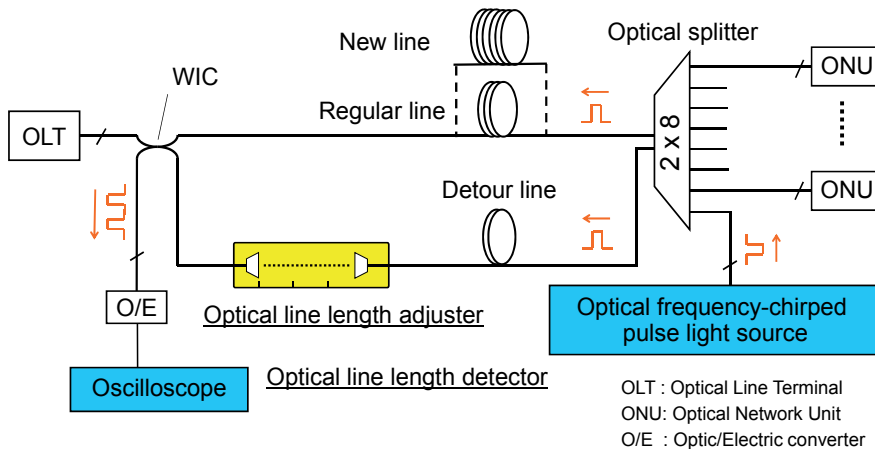 New line
Optical splitter
WIC
ONU
Regular line
OLT
2 x 8
Detour line
ONU
O/E
Optical line length adjuster
Optical frequency-chirped
pulse light source
Oscilloscope
Optical line length detector
OLT : Optical Line Terminal
ONU: Optical Network Unit
O/E : Optic/Electric converter